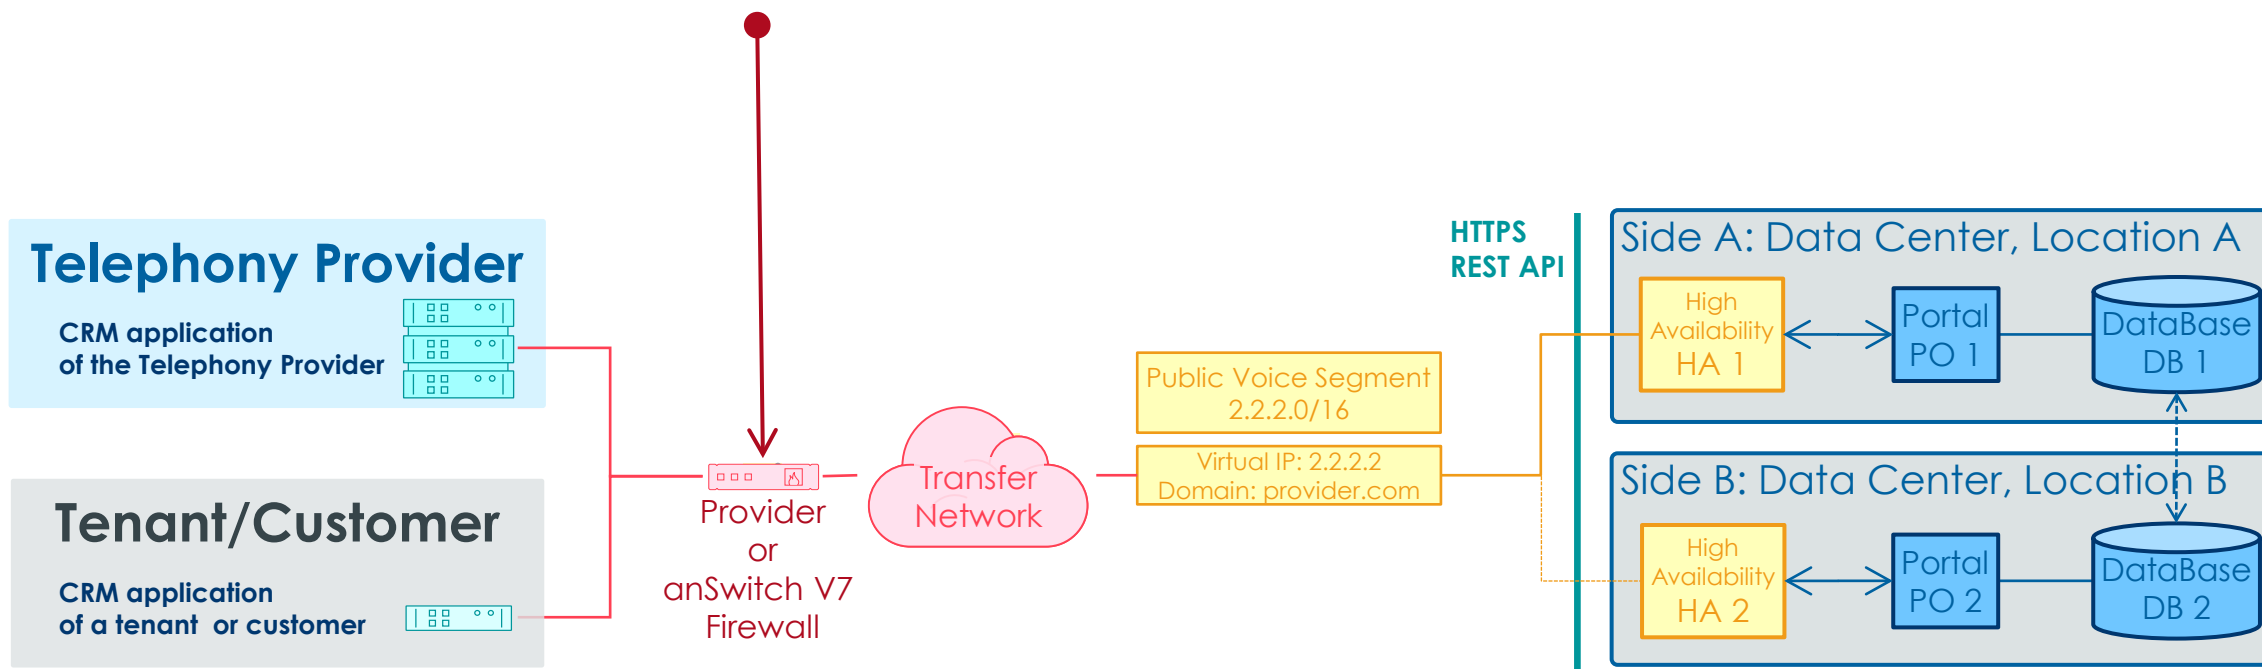 Telephony Provider
CRM application
of the Telephony Provider
Tenant/Customer
CRM application
of a tenant or customer
Provider
or
anSwitch V7
Firewall
Transfer
Network
Public Voice Segment
2.2.2.0/16
Virtual IP: 2.2.2.2
Domain: provider.com
HTTPS
REST API
Side A: Data Center, Location A
High
Availability
HA 1
Portal
PO 1
DataBase
DB 1
Side B: Data Center, Location B
High
Availability
HA 2
Portal
PO 2
DataBase
DB 2